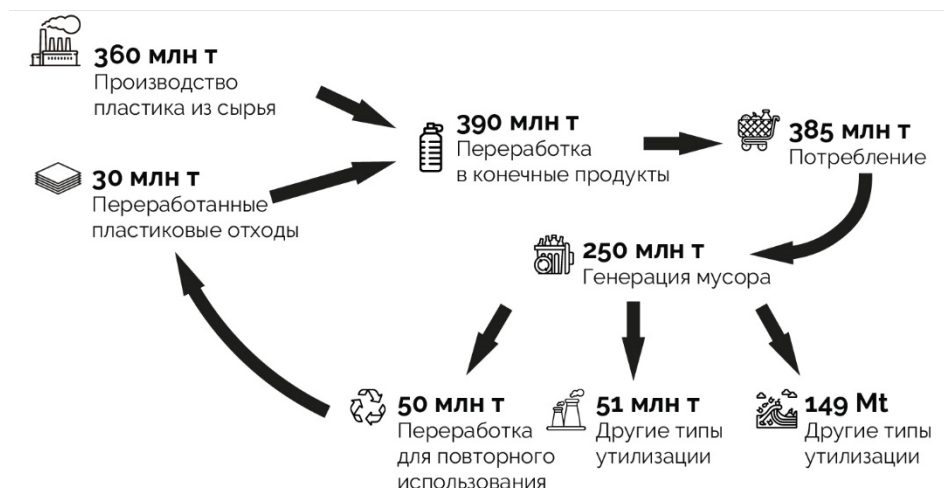 360 млн т
Производство
пластика из сырья
30 млн т
Переработанные
пластиковые отходы
390 млн т
Переработка
в конечные продукты
385 млн т
Потребление
250 млн т
Генерация мусора
50 млн т
Переработка
для повторного
использования
51 млн т
Другие типы
утилизации
149 Mt
Другие типы
утилизации